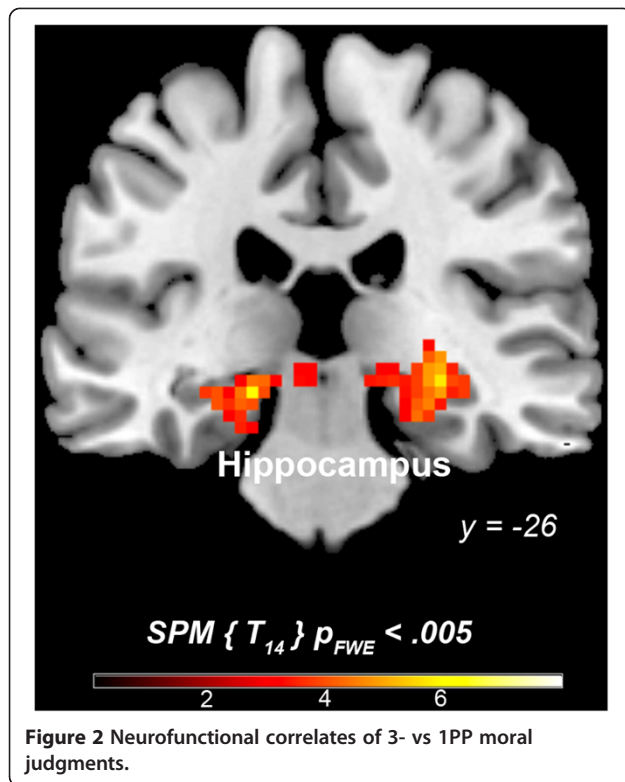 Hippocampus
y = -26
SPM { T14 } pFWE < .005
2 4 6
Figure 2 Neurofunctional correlates of 3- vs 1PP moral
judgments.